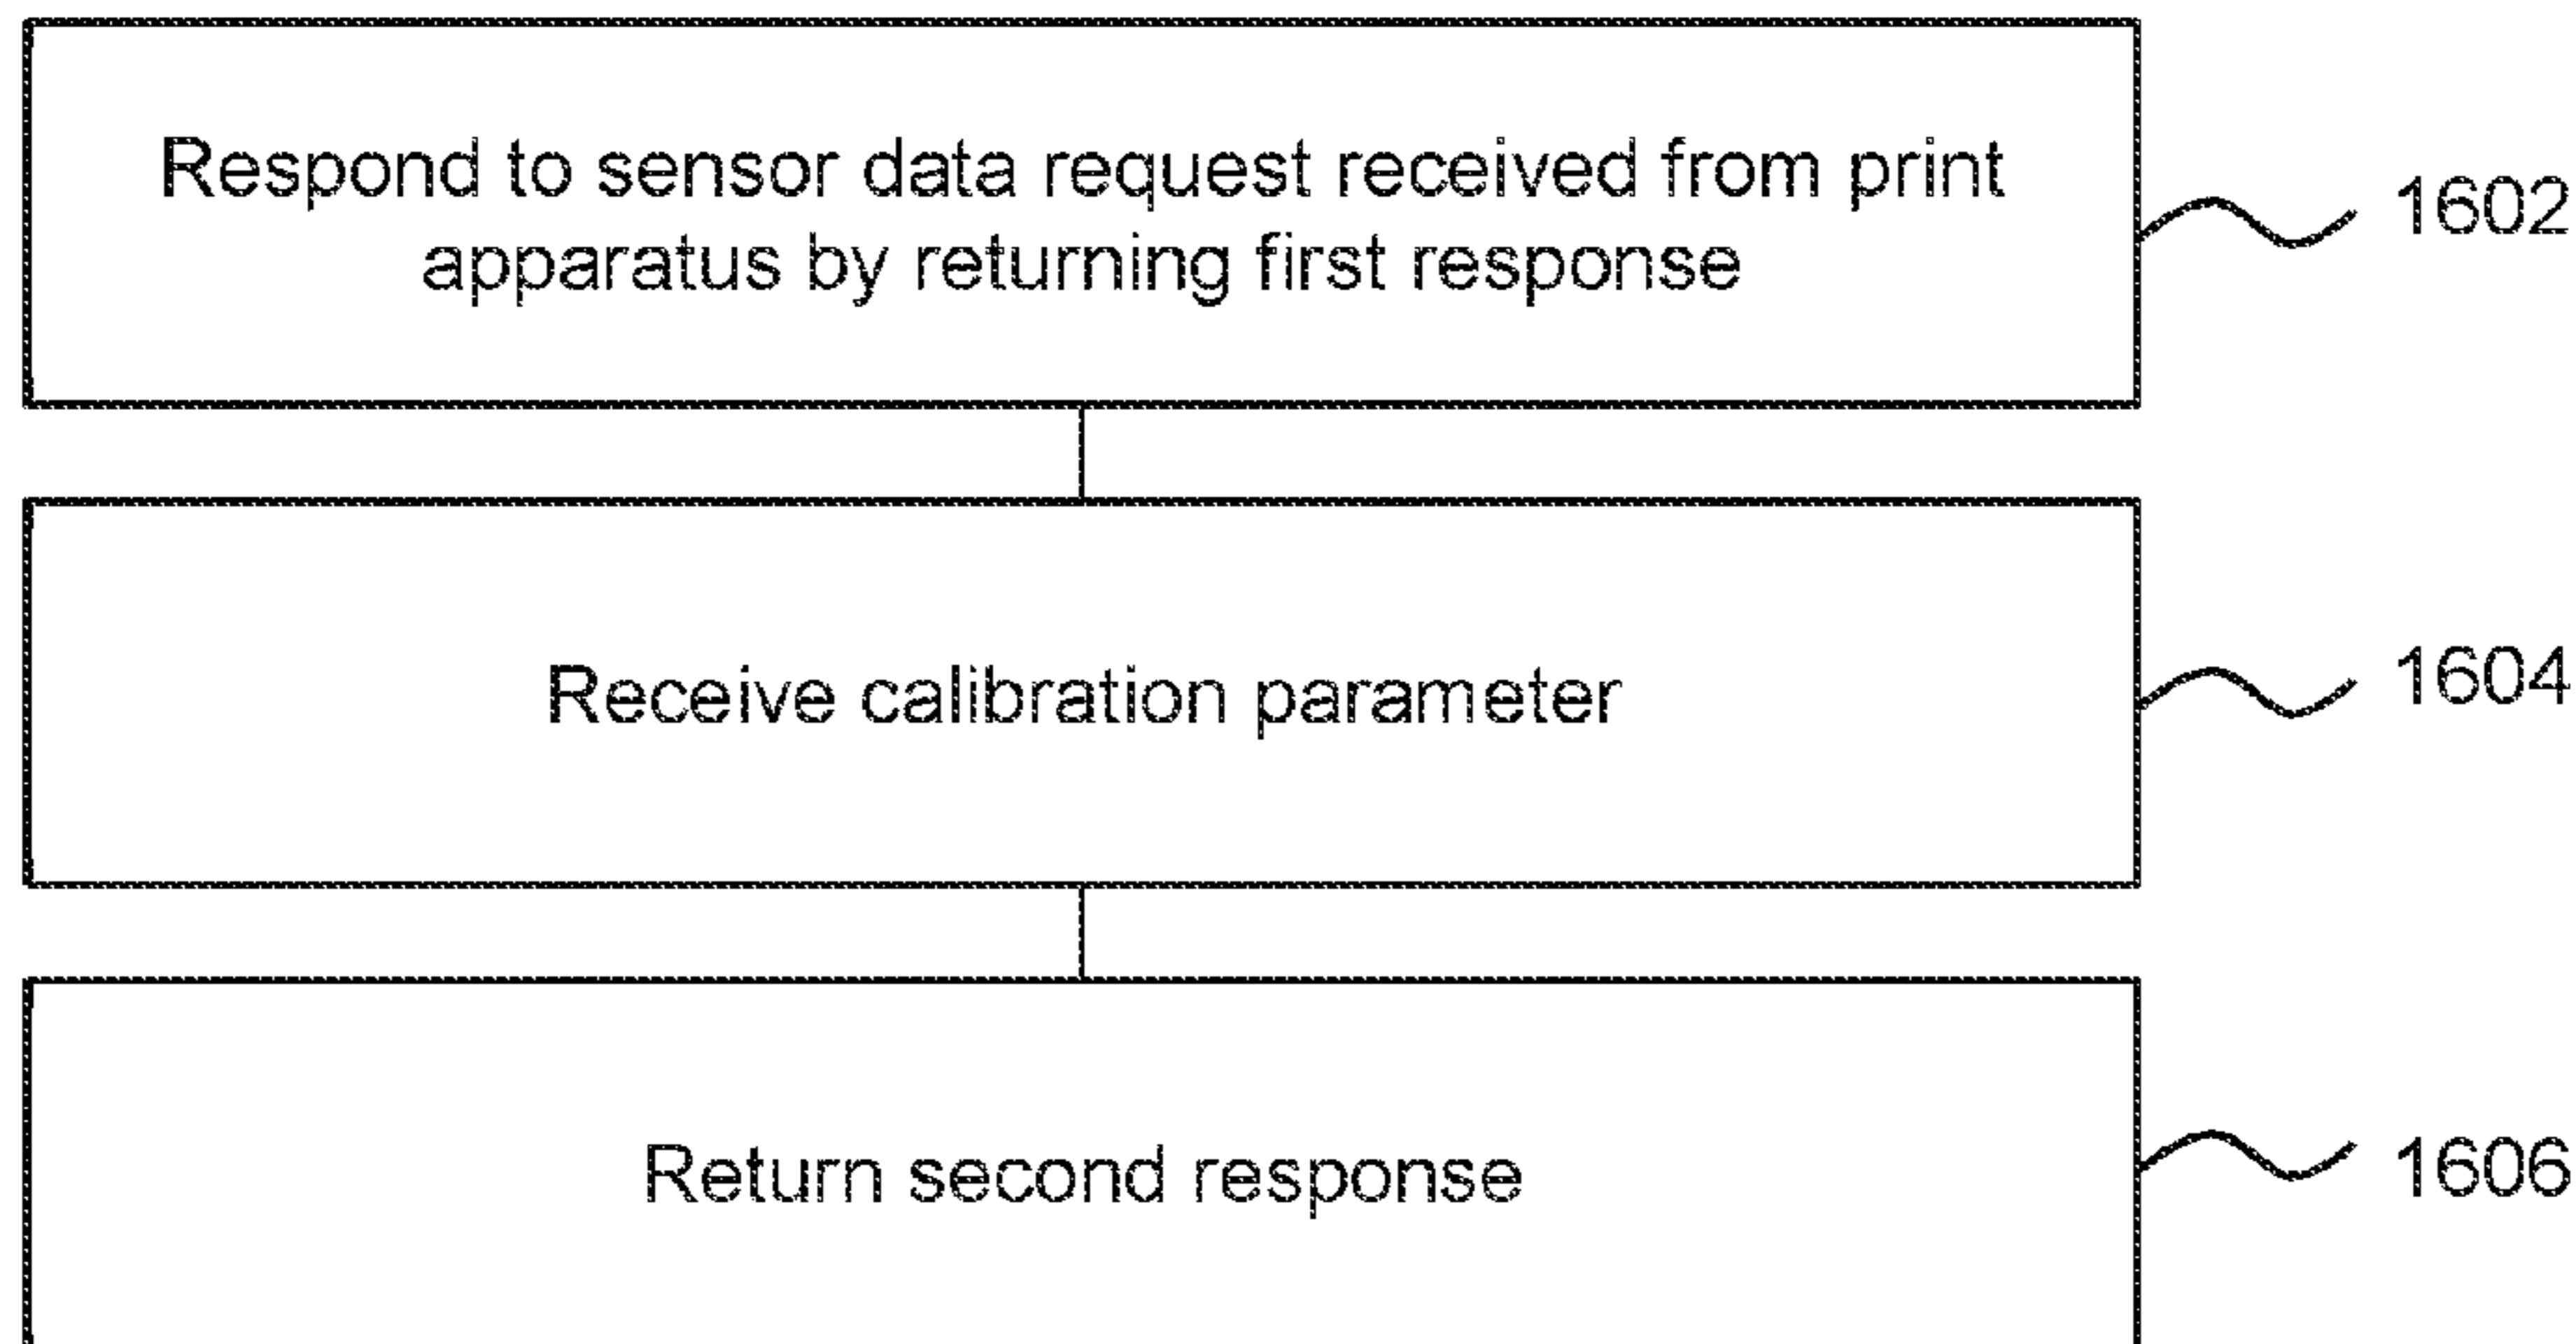 Respond to sensor data request received from print
apparatus by returning first response
1602
Receive calibration parameter
1604
Return second response
1606